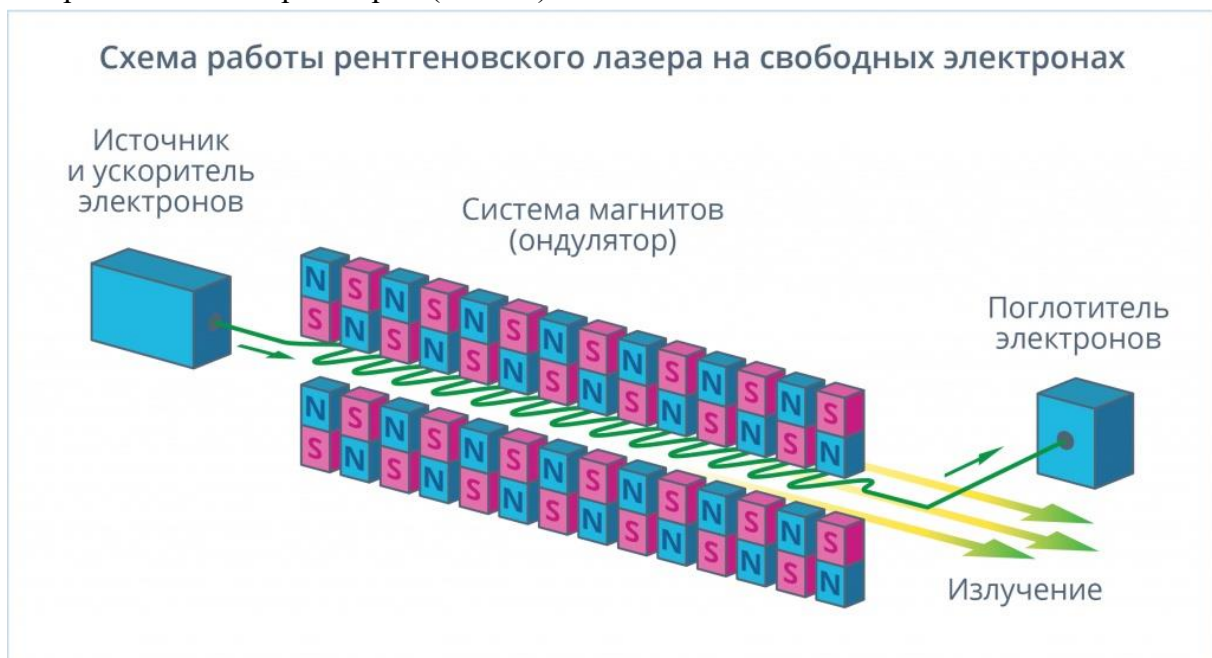 Схема работы рентгеновского лазера на свободных электронах
Источник
и ускоритель
электронов
Система магнитов
(ондулятор)
Поглотитель
электронов
N S N S N S N S N S N S N S
S N S N S N S N S N S N S N
N S N S N S N S N S N S N S
S N S N S N S N S N S N S N
Излучение